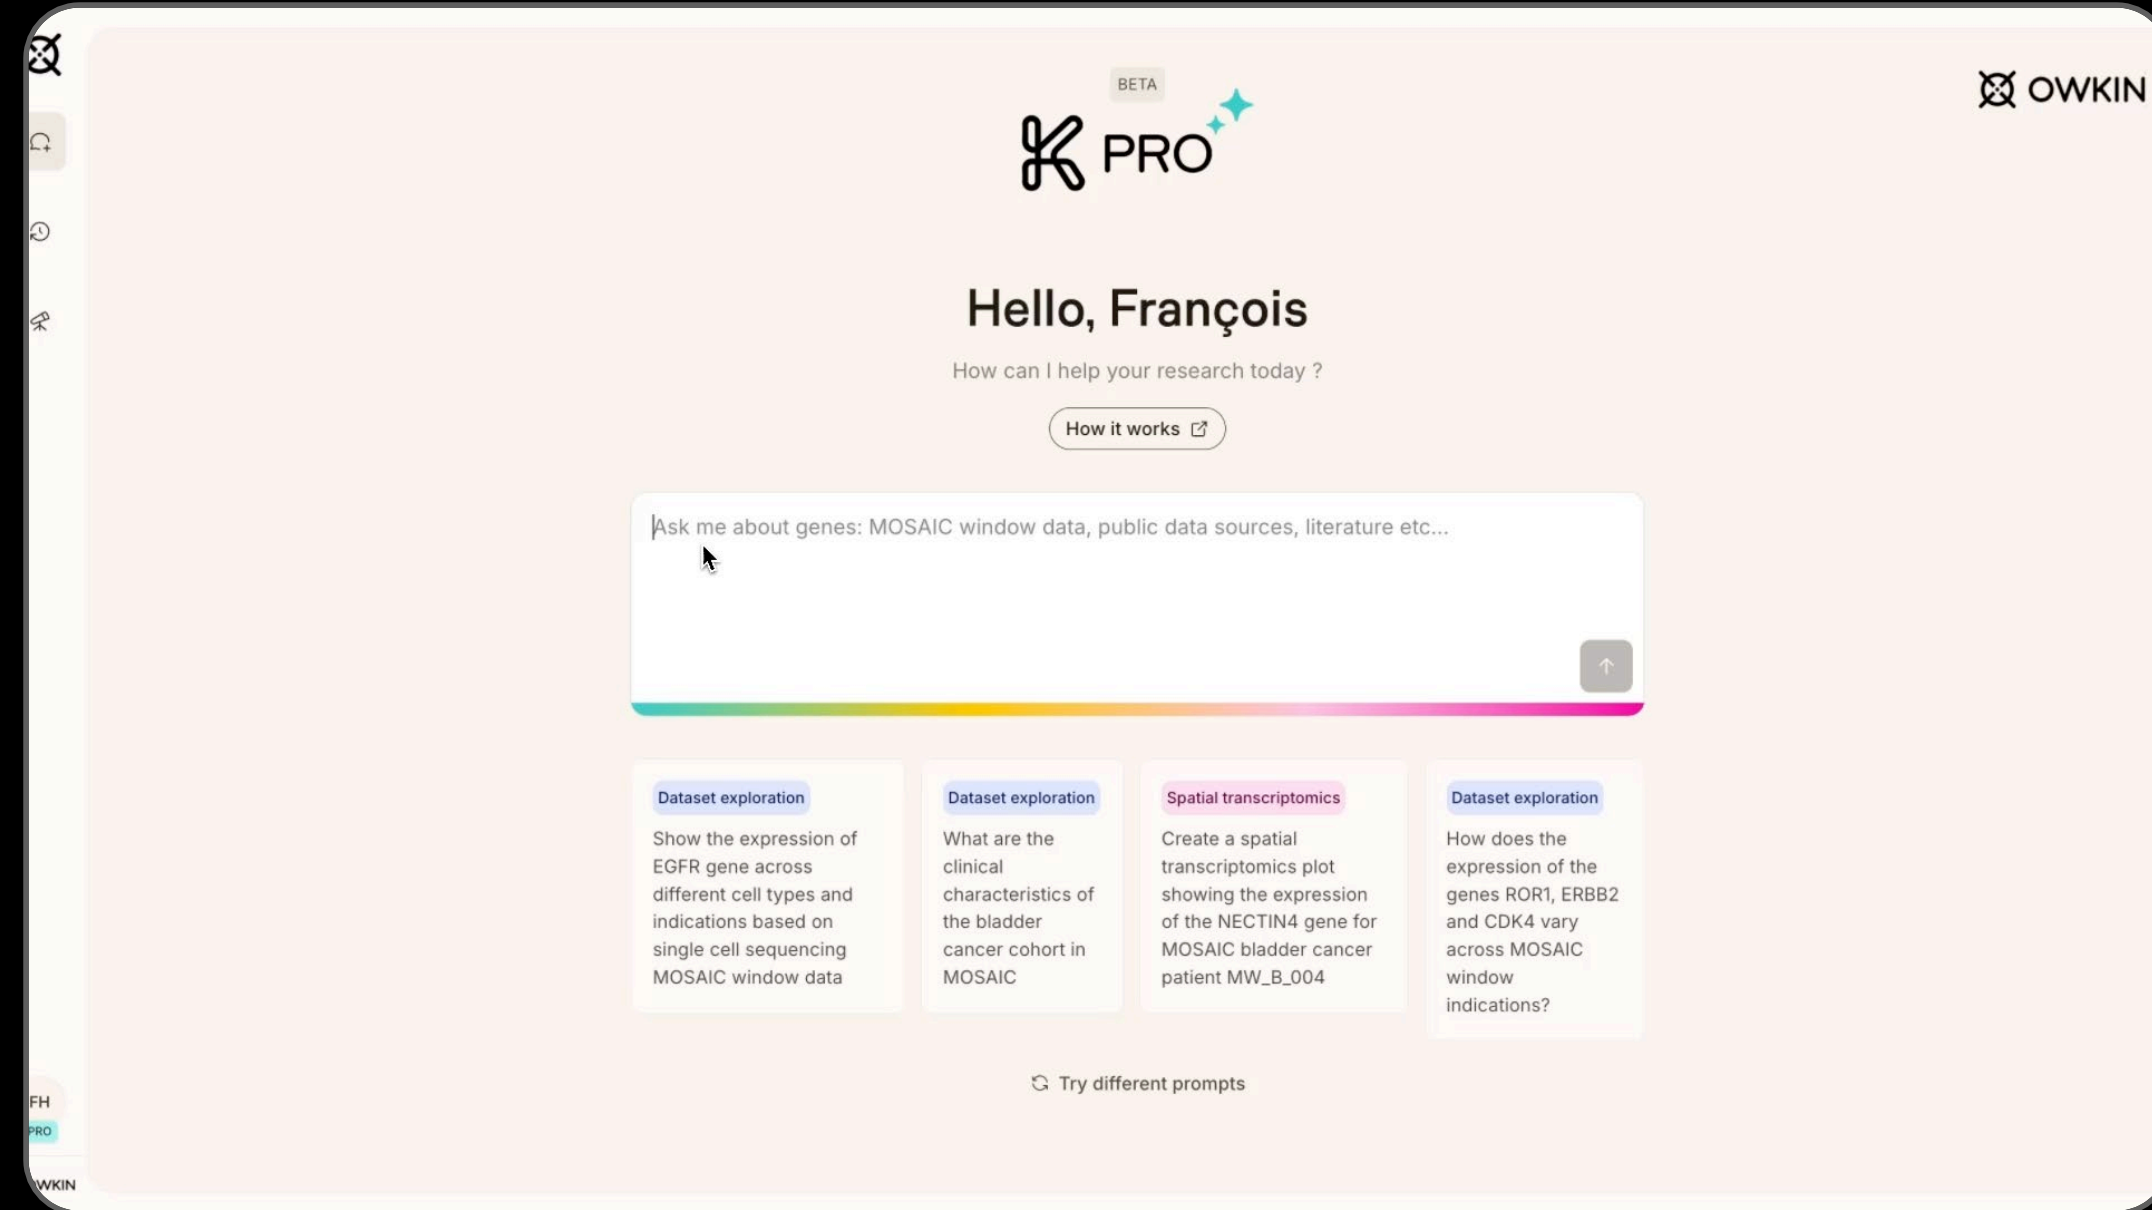 BETA
K PRO
OWKIN
Hello, François
How can I help your research today ?
How it works
Ask me about genes: MOSAIC window data, public data sources, literature etc...
Dataset exploration
Show the expression of
EGFR gene across
different cell types and
indications based on
single cell sequencing
MOSAIC window data
Dataset exploration
What are the
clinical
characteristics of
the bladder
cancer cohort in
MOSAIC
Spatial transcriptomics
Create a spatial
transcriptomics plot
showing the expression
of the NECTIN4 gene for
MOSAIC bladder cancer
patient MW_B_004
Dataset exploration
How does the
expression of the
genes ROR1, ERBB2
and CDK4 vary
across MOSAIC
window
indications?
Try different prompts
FH
PRO
OWKIN